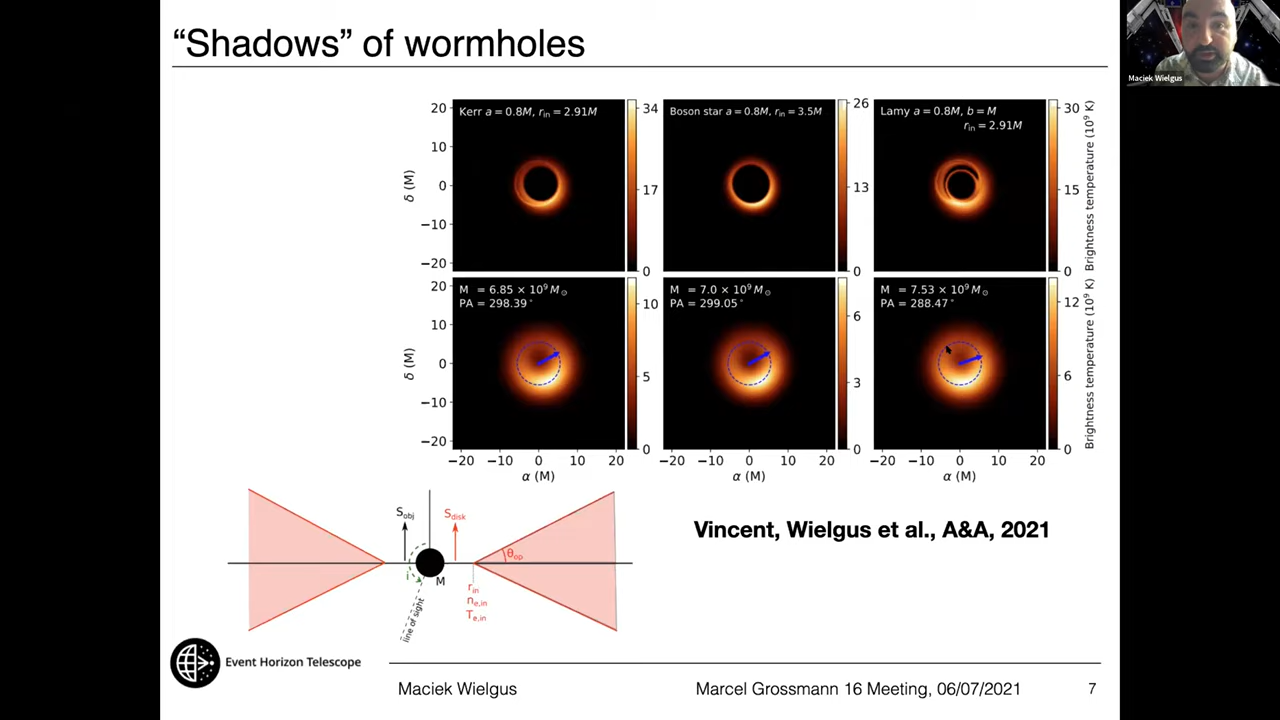 "Shadows" of wormholes
Maciek Wielgus
Kerr a = 0.8M, r_in = 2.91M
Boson star a = 0.8M, r_in = 3.5M
Lamy a = 0.8M, b = M
r_in = 2.91M
20
10
0
−10
−20
δ (M)
34
17
0
26
13
0
30
15
0
Brightness temperature (10⁹ K)
M = 6.85 × 10⁹ M⊙
PA = 298.39°
M = 7.0 × 10⁹ M⊙
PA = 299.05°
M = 7.53 × 10⁹ M⊙
PA = 288.47°
20
10
0
−10
−20
δ (M)
10
5
0
6
3
0
12
6
0
Brightness temperature (10⁹ K)
−20 −10 0 10 20
−20 −10 0 10 20
−20 −10 0 10 20
α (M)
α (M)
α (M)
S_obj
S_disk
θ_op
i
M
r_in
n_e,in
T_e,in
line of sight
Vincent, Wielgus et al., A&A, 2021
Event Horizon Telescope
Maciek Wielgus
Marcel Grossmann 16 Meeting, 06/07/2021
7